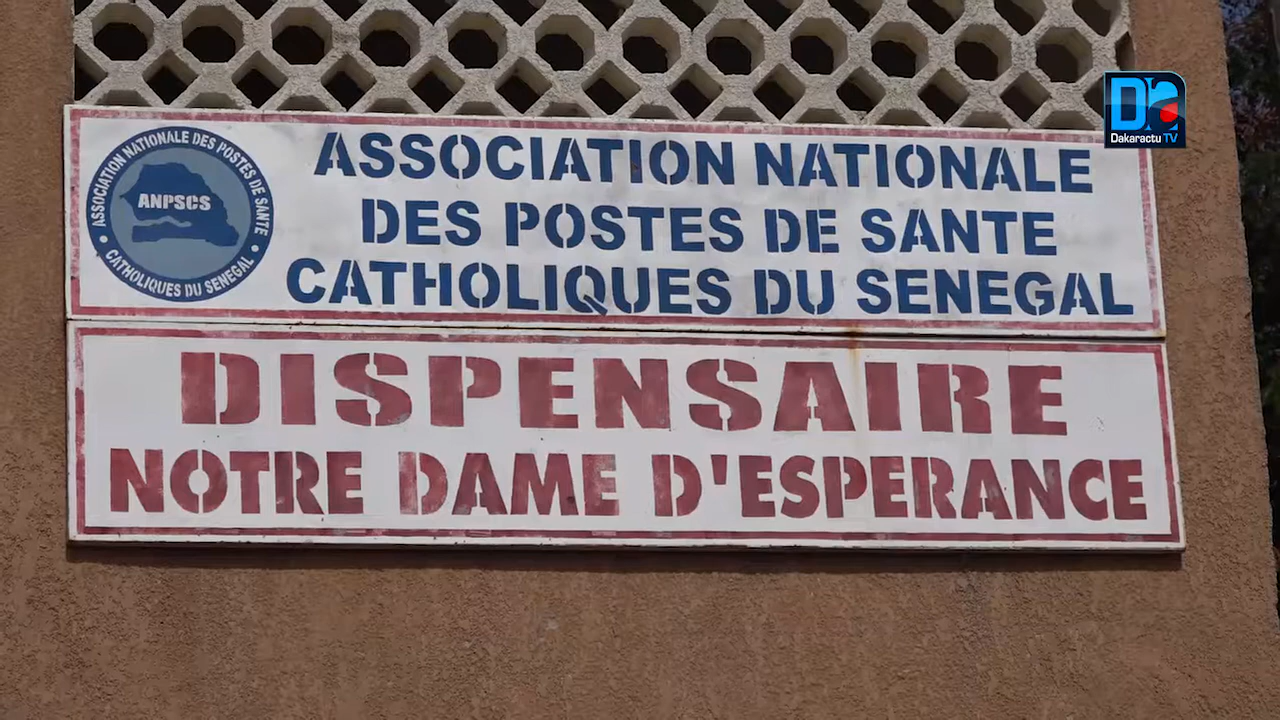 ASSOCIATION NATIONALE DES POSTES DE SANTE
ANPSCS
• CATHOLIQUES DU SENEGAL •
ASSOCIATION NATIONALE
DES POSTES DE SANTE
CATHOLIQUES DU SENEGAL
DISPENSAIRE
NOTRE DAME D'ESPERANCE
Dakaractu TV